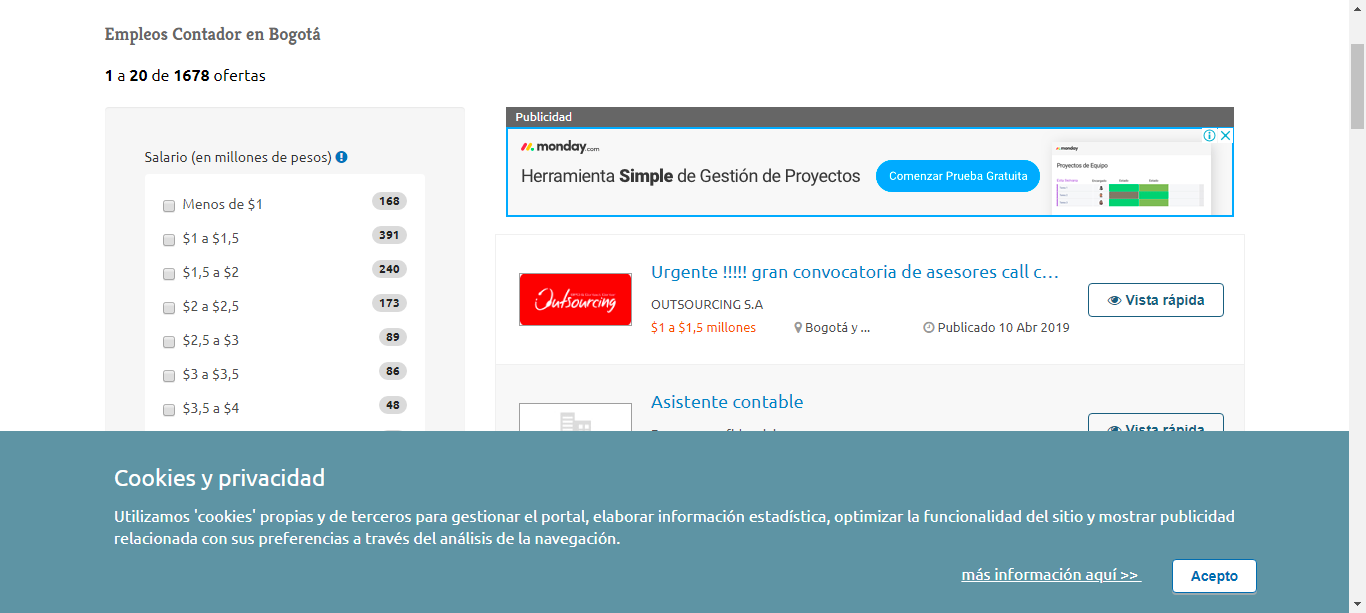 Empleos Contador en Bogotá
1 a 20 de 1678 ofertas
Salario (en millones de pesos)
Menos de $1 168
$1 a $1,5 391
$1,5 a $2 240
$2 a $2,5 173
$2,5 a $3 89
$3 a $3,5 86
$3,5 a $4 48
Publicidad
monday.com
Herramienta Simple de Gestión de Proyectos
Comenzar Prueba Gratuita
monday
Proyectos de Equipo
Urgente !!!!! gran convocatoria de asesores call c…
OUTSOURCING S.A
$1 a $1,5 millones Bogotá y ... Publicado 10 Abr 2019
Outsourcing
Vista rápida
Asistente contable
Vista rápida
Cookies y privacidad
Utilizamos 'cookies' propias y de terceros para gestionar el portal, elaborar información estadística, optimizar la funcionalidad del sitio y mostrar publicidad
relacionada con sus preferencias a través del análisis de la navegación.
más información aquí >>
Acepto